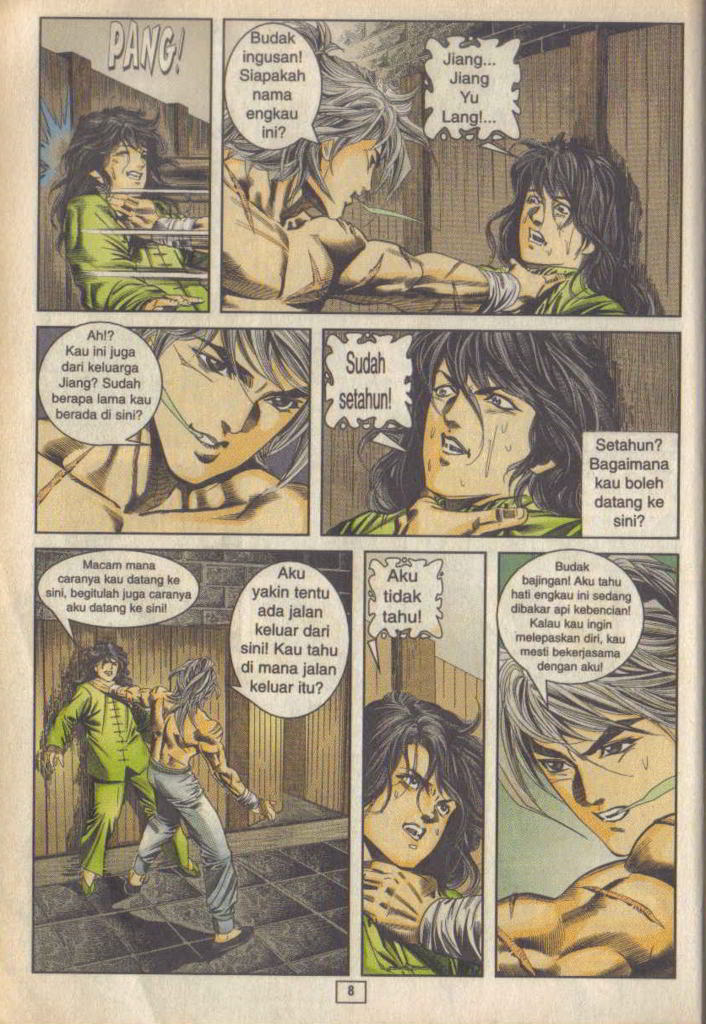 PANG!
Budak
ingusan!
Siapakah
nama
engkau
ini?
Jiang...
Jiang
Yu
Lang!...
Ah!?
Kau ini juga
dari keluarga
Jiang? Sudah
berapa lama kau
berada di sini?
Sudah
setahun!
Setahun?
Bagaimana
kau boleh
datang ke
sini?
Macam mana
caranya kau datang ke
sini, begitulah juga caranya
aku datang ke sini!
Aku
yakin tentu
ada jalan
keluar dari
sini! Kau tahu
di mana jalan
keluar itu?
Aku
tidak
tahu!
Budak
bajingan! Aku tahu
hati engkau ini sedang
dibakar api kebencian!
Kalau kau ingin
melepaskan diri, kau
mesti bekerjasama
dengan aku!
8